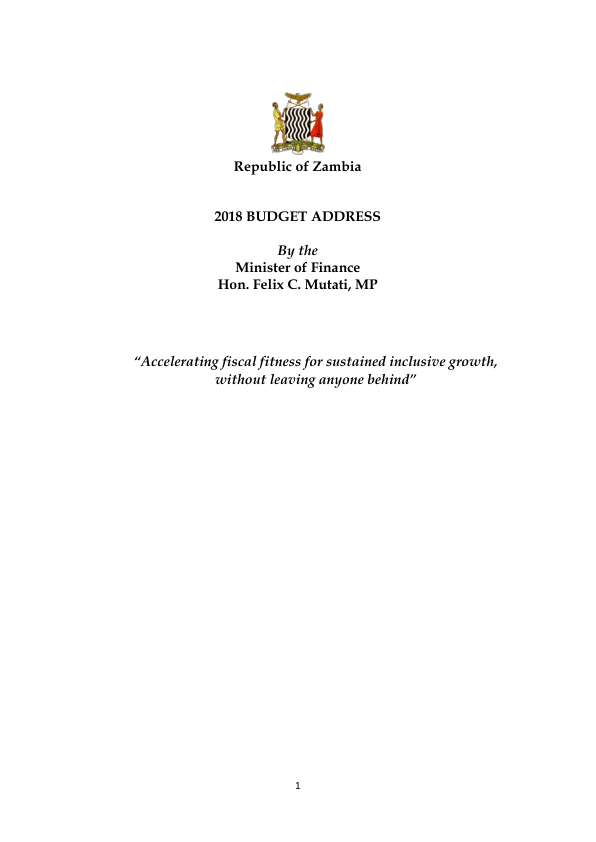 Republic of Zambia
2018 BUDGET ADDRESS
By the
Minister of Finance
Hon. Felix C. Mutati, MP
“Accelerating fiscal fitness for sustained inclusive growth,
without leaving anyone behind”
1